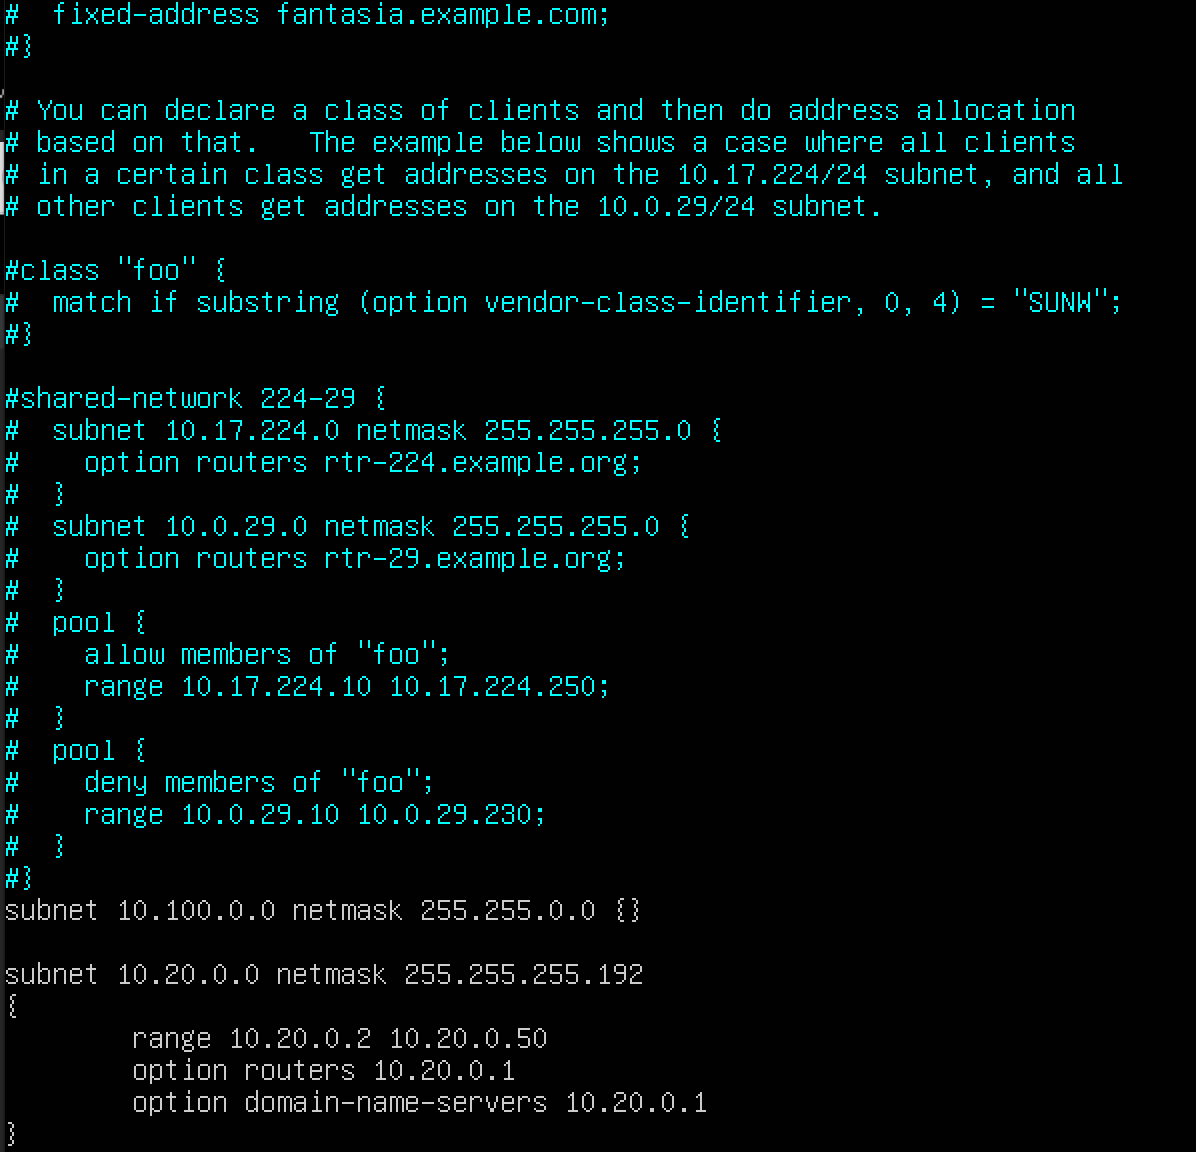 #  fixed-address fantasia.example.com;
#}
# You can declare a class of clients and then do address allocation
# based on that.   The example below shows a case where all clients
# in a certain class get addresses on the 10.17.224/24 subnet, and all
# other clients get addresses on the 10.0.29/24 subnet.
#class "foo" {
#  match if substring (option vendor-class-identifier, 0, 4) = "SUNW";
#}
#shared-network 224-29 {
#  subnet 10.17.224.0 netmask 255.255.255.0 {
#    option routers rtr-224.example.org;
#  }
#  subnet 10.0.29.0 netmask 255.255.255.0 {
#    option routers rtr-29.example.org;
#  }
#  pool {
#    allow members of "foo";
#    range 10.17.224.10 10.17.224.250;
#  }
#  pool {
#    deny members of "foo";
#    range 10.0.29.10 10.0.29.230;
#  }
#}
subnet 10.100.0.0 netmask 255.255.0.0 {}
subnet 10.20.0.0 netmask 255.255.255.192
{
        range 10.20.0.2 10.20.0.50
        option routers 10.20.0.1
        option domain-name-servers 10.20.0.1
}